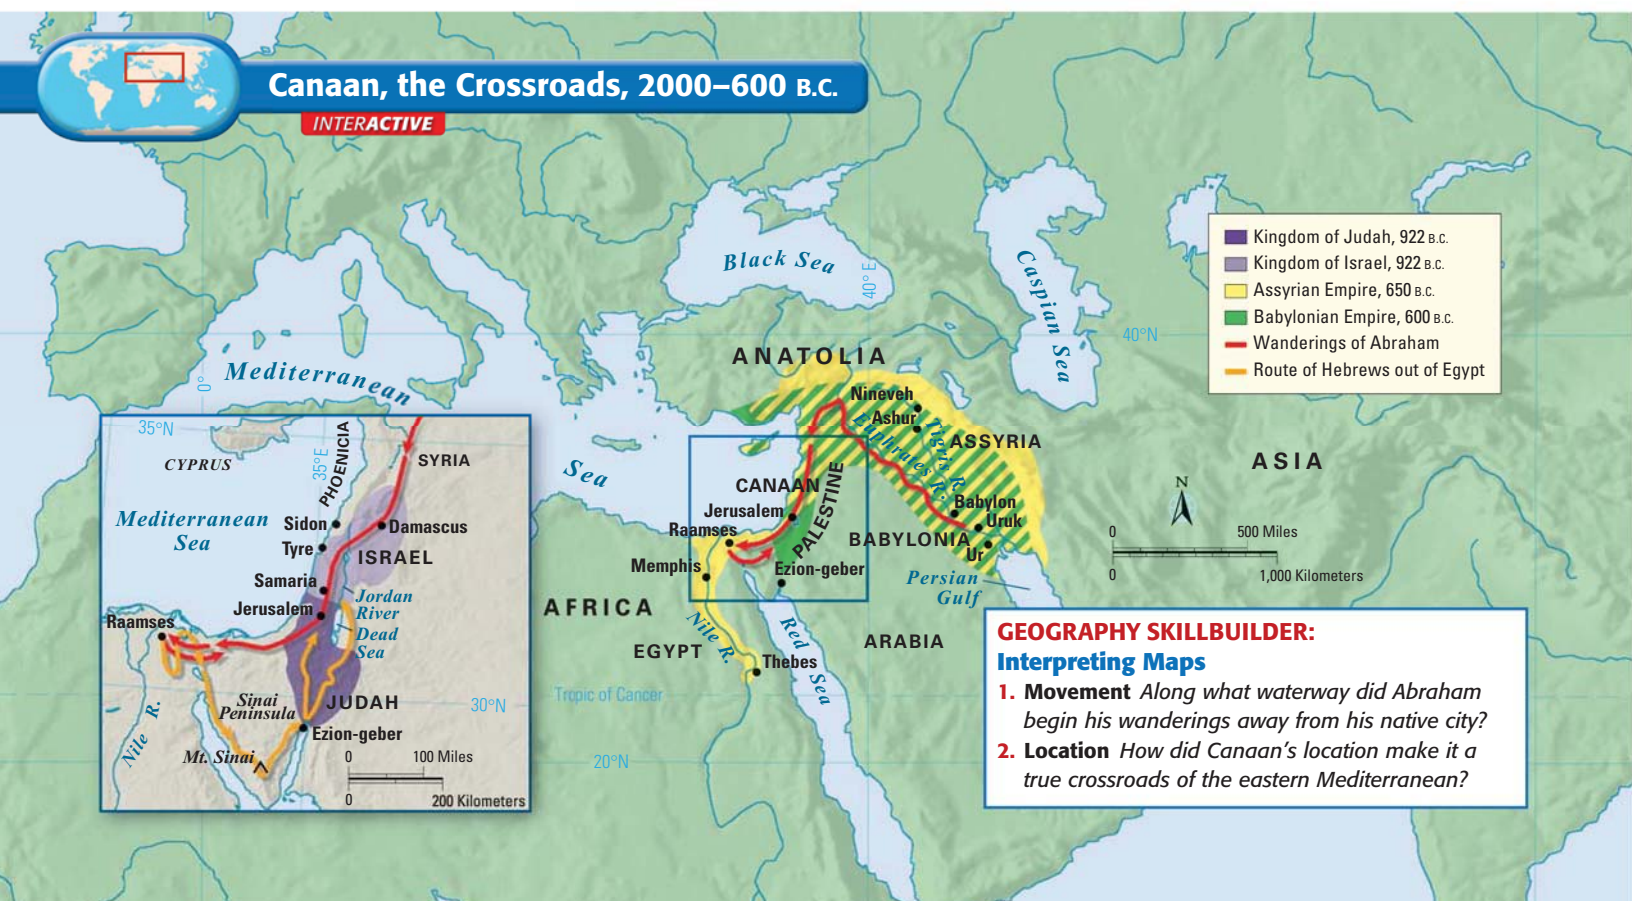 Canaan, the Crossroads, 2000–600 B.C.
INTERACTIVE
Kingdom of Judah, 922 B.C.
Kingdom of Israel, 922 B.C.
Assyrian Empire, 650 B.C.
Babylonian Empire, 600 B.C.
Wanderings of Abraham
Route of Hebrews out of Egypt
Black Sea
40° E
Caspian Sea
40°N
ANATOLIA
0°
Mediterranean
Sea
Nineveh
Ashur
Tigris R.
Euphrates R.
ASSYRIA
ASIA
CANAAN
PALESTINE
Jerusalem
Raamses
Babylon
Uruk
BABYLONIA
Ur
Memphis
Ezion-geber
Persian
Gulf
AFRICA
Nile R.
EGYPT
Red Sea
ARABIA
Thebes
Tropic of Cancer
20°N
N
0
500 Miles
0
1,000 Kilometers
35°N
CYPRUS
35°E
PHOENICIA
SYRIA
Mediterranean
Sea
Sidon
Damascus
Tyre
ISRAEL
Samaria
Jordan
River
Jerusalem
Raamses
Dead
Sea
Sinai
Peninsula
JUDAH
30°N
Nile R.
Ezion-geber
Mt. Sinai
0
100 Miles
0
200 Kilometers
GEOGRAPHY SKILLBUILDER:
Interpreting Maps
1. Movement Along what waterway did Abraham
begin his wanderings away from his native city?
2. Location How did Canaan's location make it a
true crossroads of the eastern Mediterranean?